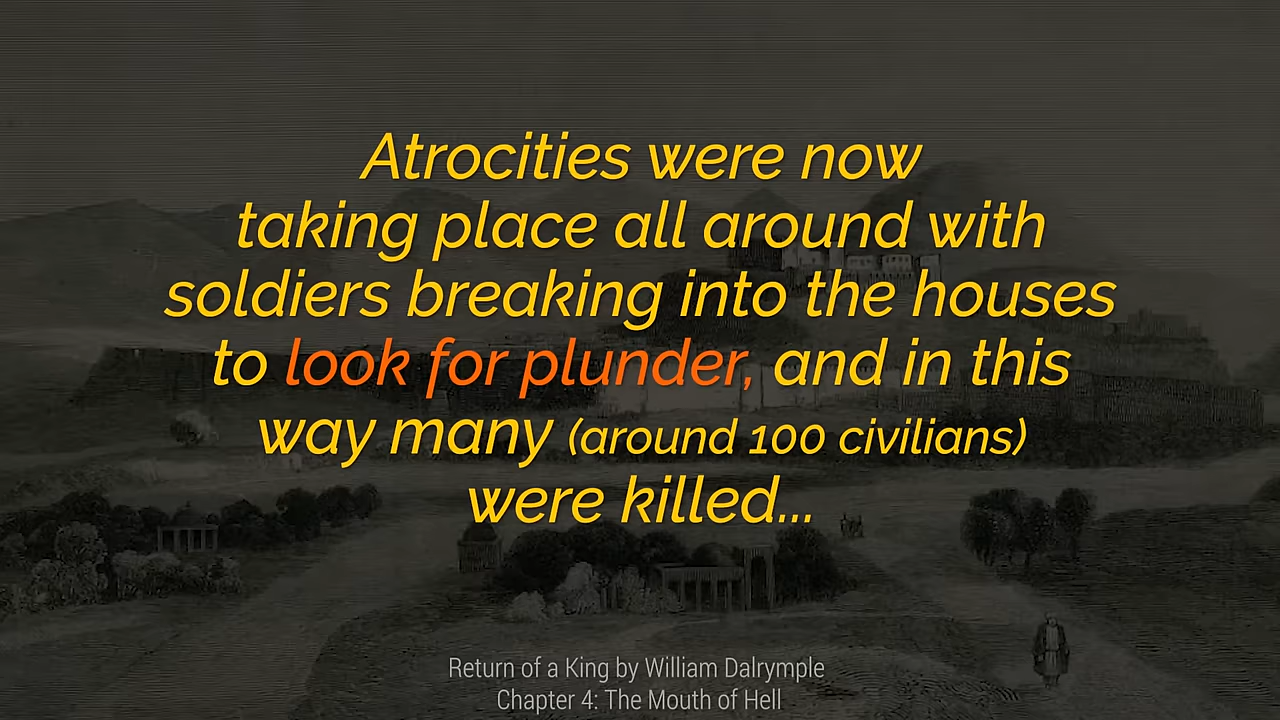 Atrocities were now
taking place all around with
soldiers breaking into the houses
to look for plunder, and in this
way many (around 100 civilians)
were killed...
Return of a King by William Dalrymple
Chapter 4: The Mouth of Hell